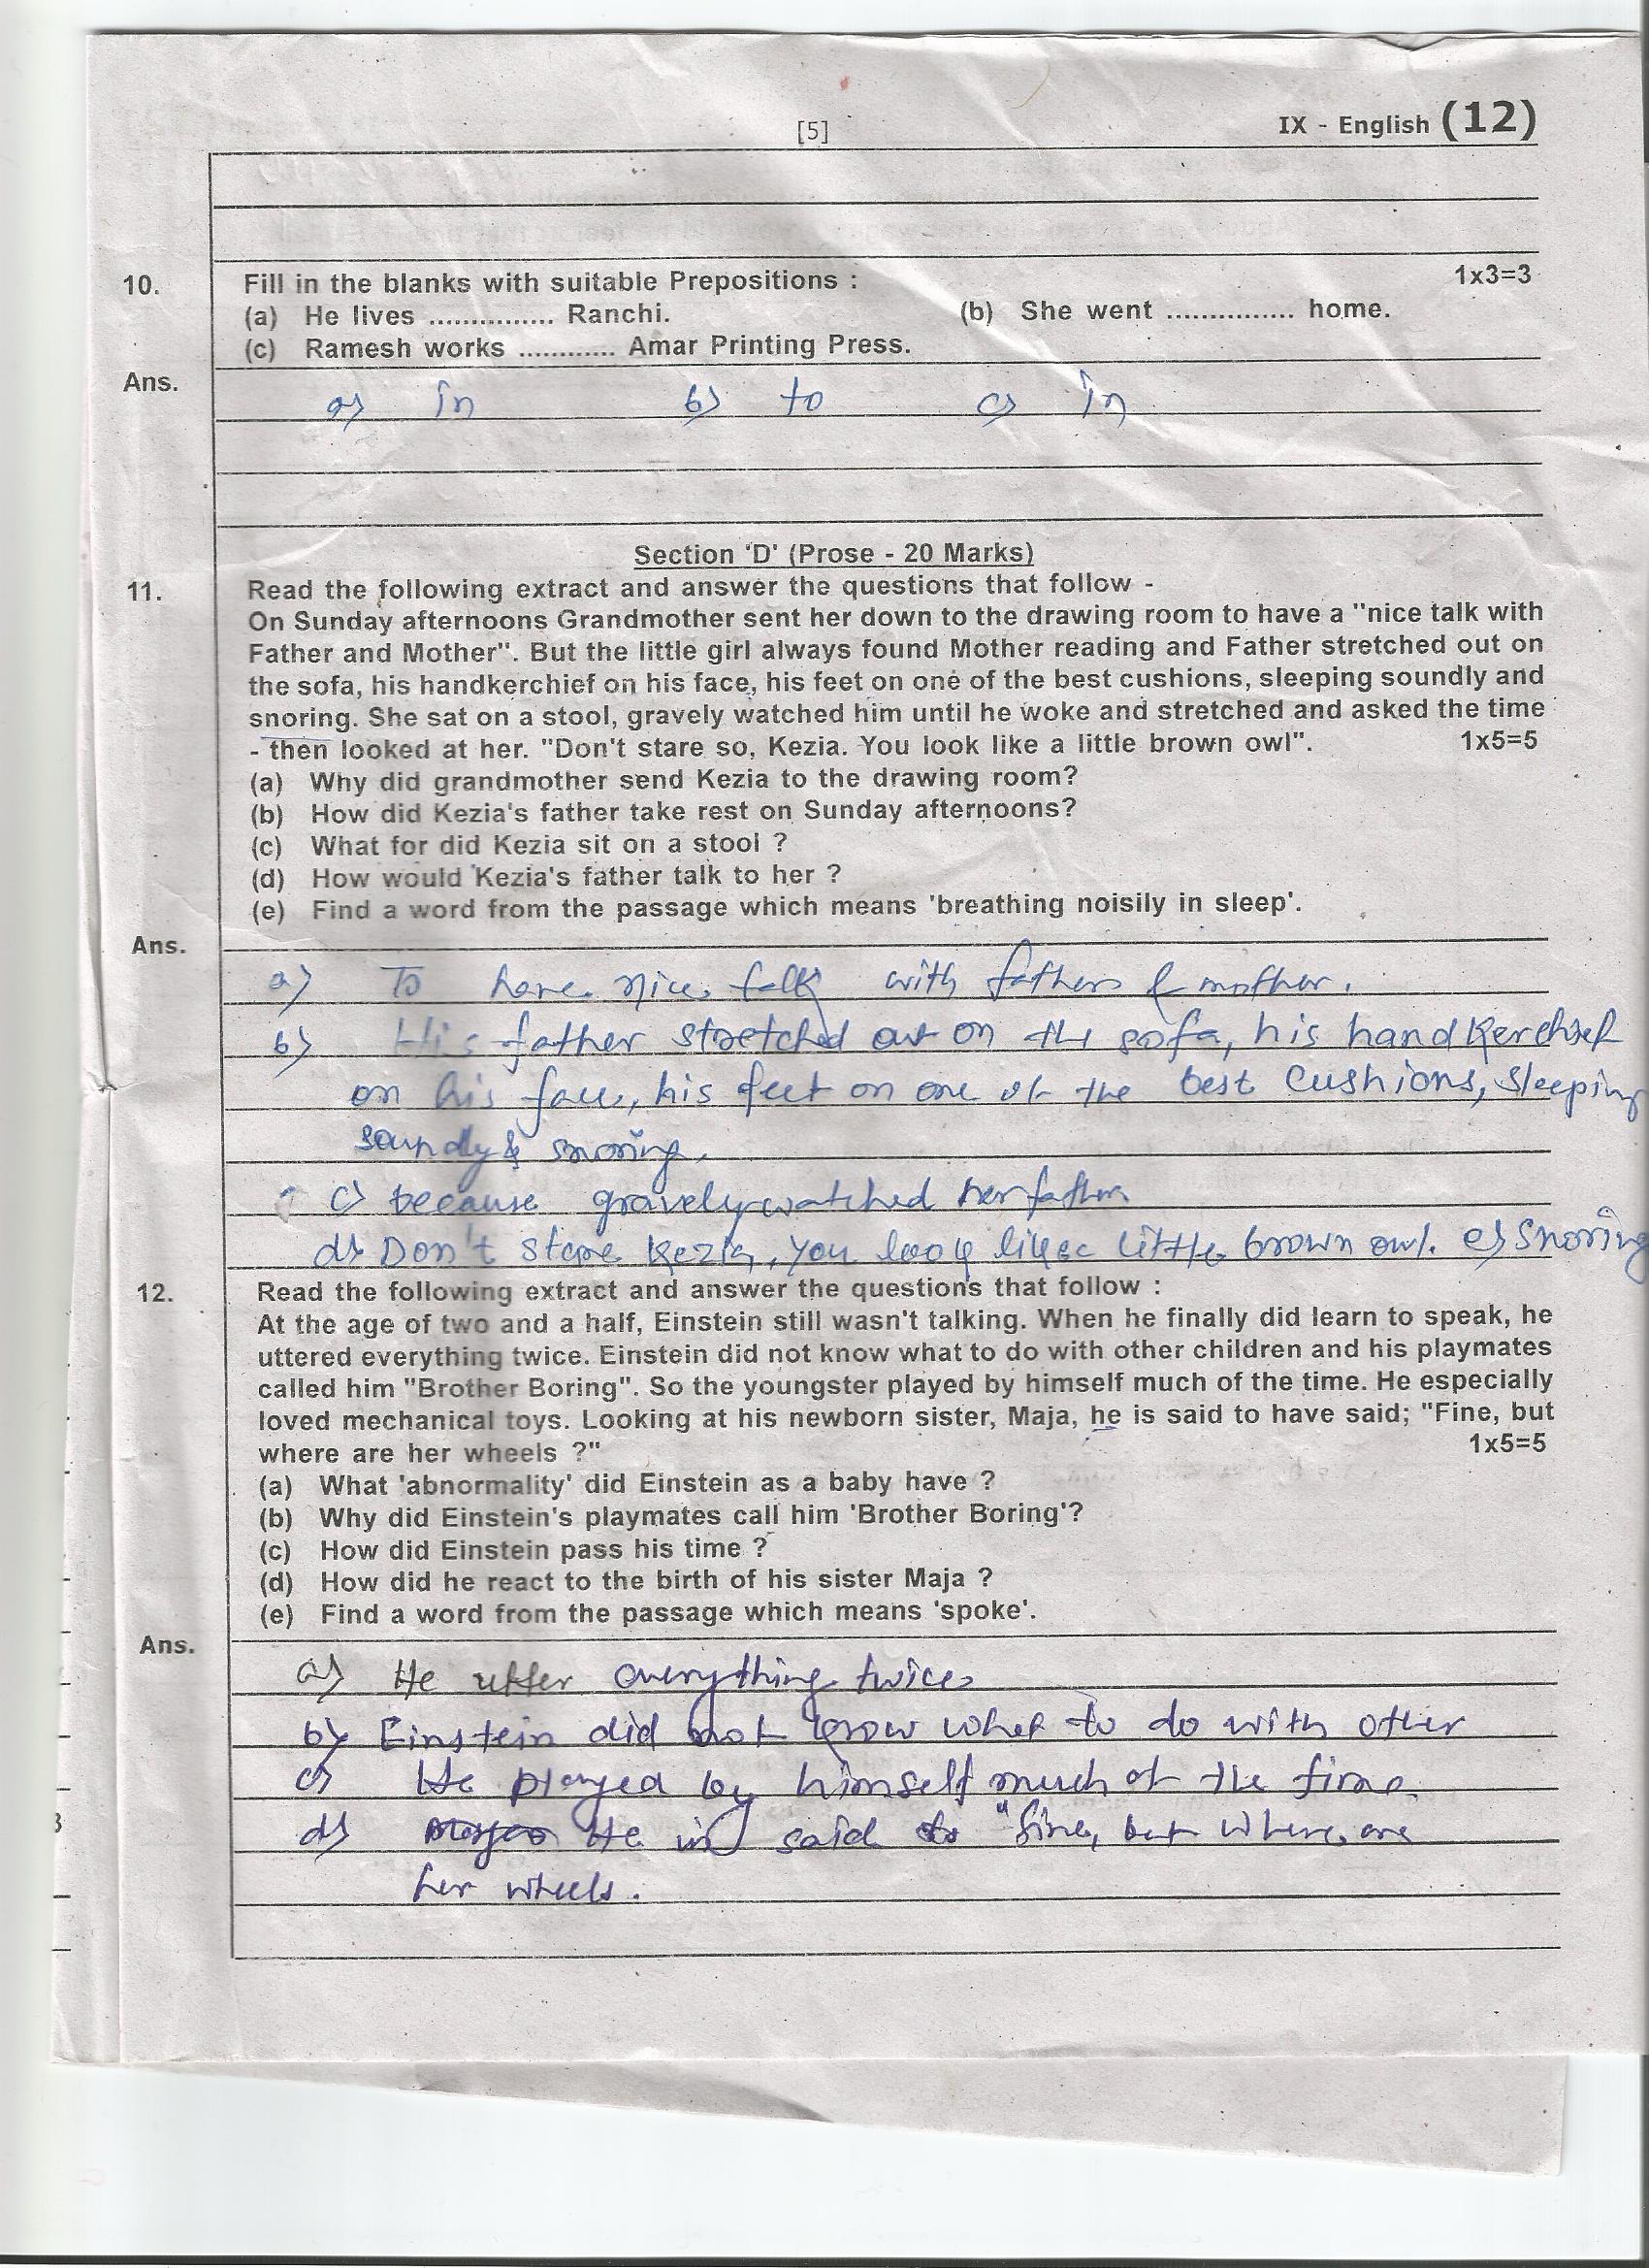 [5]
IX - English (12)
10. Fill in the blanks with suitable Prepositions : 1x3=3
(a) He lives ............... Ranchi. (b) She went ............... home.
(c) Ramesh works ............ Amar Printing Press.
Ans.
a) in b) to c) in
Section 'D' (Prose - 20 Marks)
11. Read the following extract and answer the questions that follow -
On Sunday afternoons Grandmother sent her down to the drawing room to have a "nice talk with
Father and Mother". But the little girl always found Mother reading and Father stretched out on
the sofa, his handkerchief on his face, his feet on one of the best cushions, sleeping soundly and
snoring. She sat on a stool, gravely watched him until he woke and stretched and asked the time
- then looked at her. "Don't stare so, Kezia. You look like a little brown owl". 1x5=5
(a) Why did grandmother send Kezia to the drawing room?
(b) How did Kezia's father take rest on Sunday afternoons?
(c) What for did Kezia sit on a stool ?
(d) How would Kezia's father talk to her ?
(e) Find a word from the passage which means 'breathing noisily in sleep'.
Ans.
a) To have nice talk with father & mother.
b) His father stretched out on the sofa, his handkerchief
on his face, his feet on one of the best cushions, sleeping
soundly & snoring.
c) because gravely watched her father
d) Don't stare Kezia, you look like little brown owl. e) Snoring
12. Read the following extract and answer the questions that follow :
At the age of two and a half, Einstein still wasn't talking. When he finally did learn to speak, he
uttered everything twice. Einstein did not know what to do with other children and his playmates
called him "Brother Boring". So the youngster played by himself much of the time. He especially
loved mechanical toys. Looking at his newborn sister, Maja, he is said to have said; "Fine, but
where are her wheels ?" 1x5=5
(a) What 'abnormality' did Einstein as a baby have ?
(b) Why did Einstein's playmates call him 'Brother Boring'?
(c) How did Einstein pass his time ?
(d) How did he react to the birth of his sister Maja ?
(e) Find a word from the passage which means 'spoke'.
Ans.
a) He utter everything twice
b) Einstein did not know what to do with other
c) He played by himself much of the time.
d) He is said to "fine, but where are
her wheels.